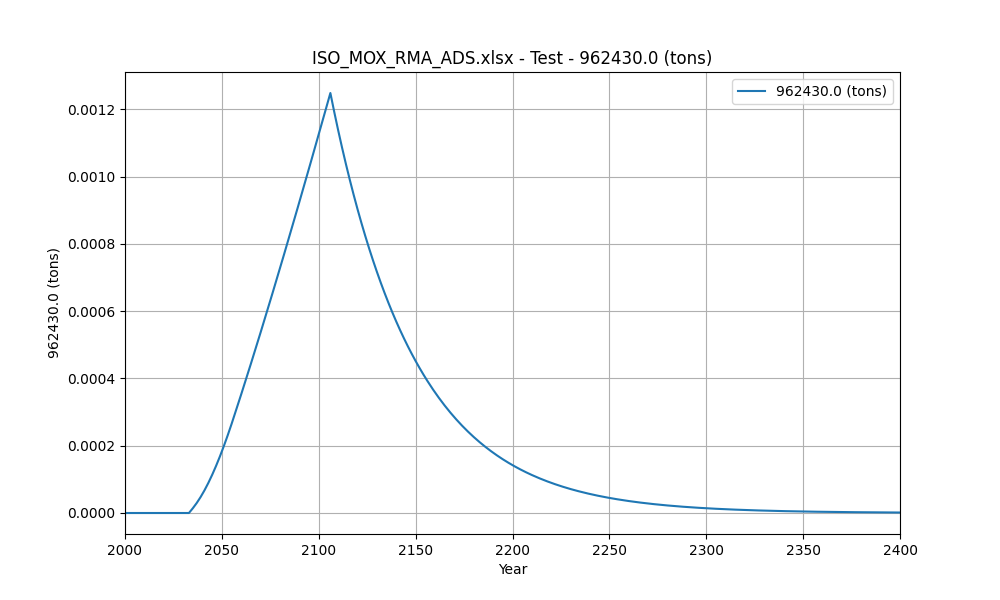 ISO_MOX_RMA_ADS.xlsx - Test - 962430.0 (tons)
962430.0 (tons)
0.0012
0.0010
0.0008
0.0006
0.0004
0.0002
0.0000
962430.0 (tons)
2000 2050 2100 2150 2200 2250 2300 2350 2400
Year